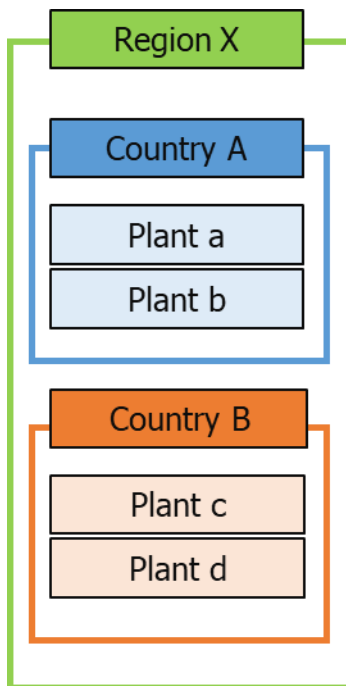 Region X
Country A
Plant a
Plant b
Country B
Plant c
Plant d